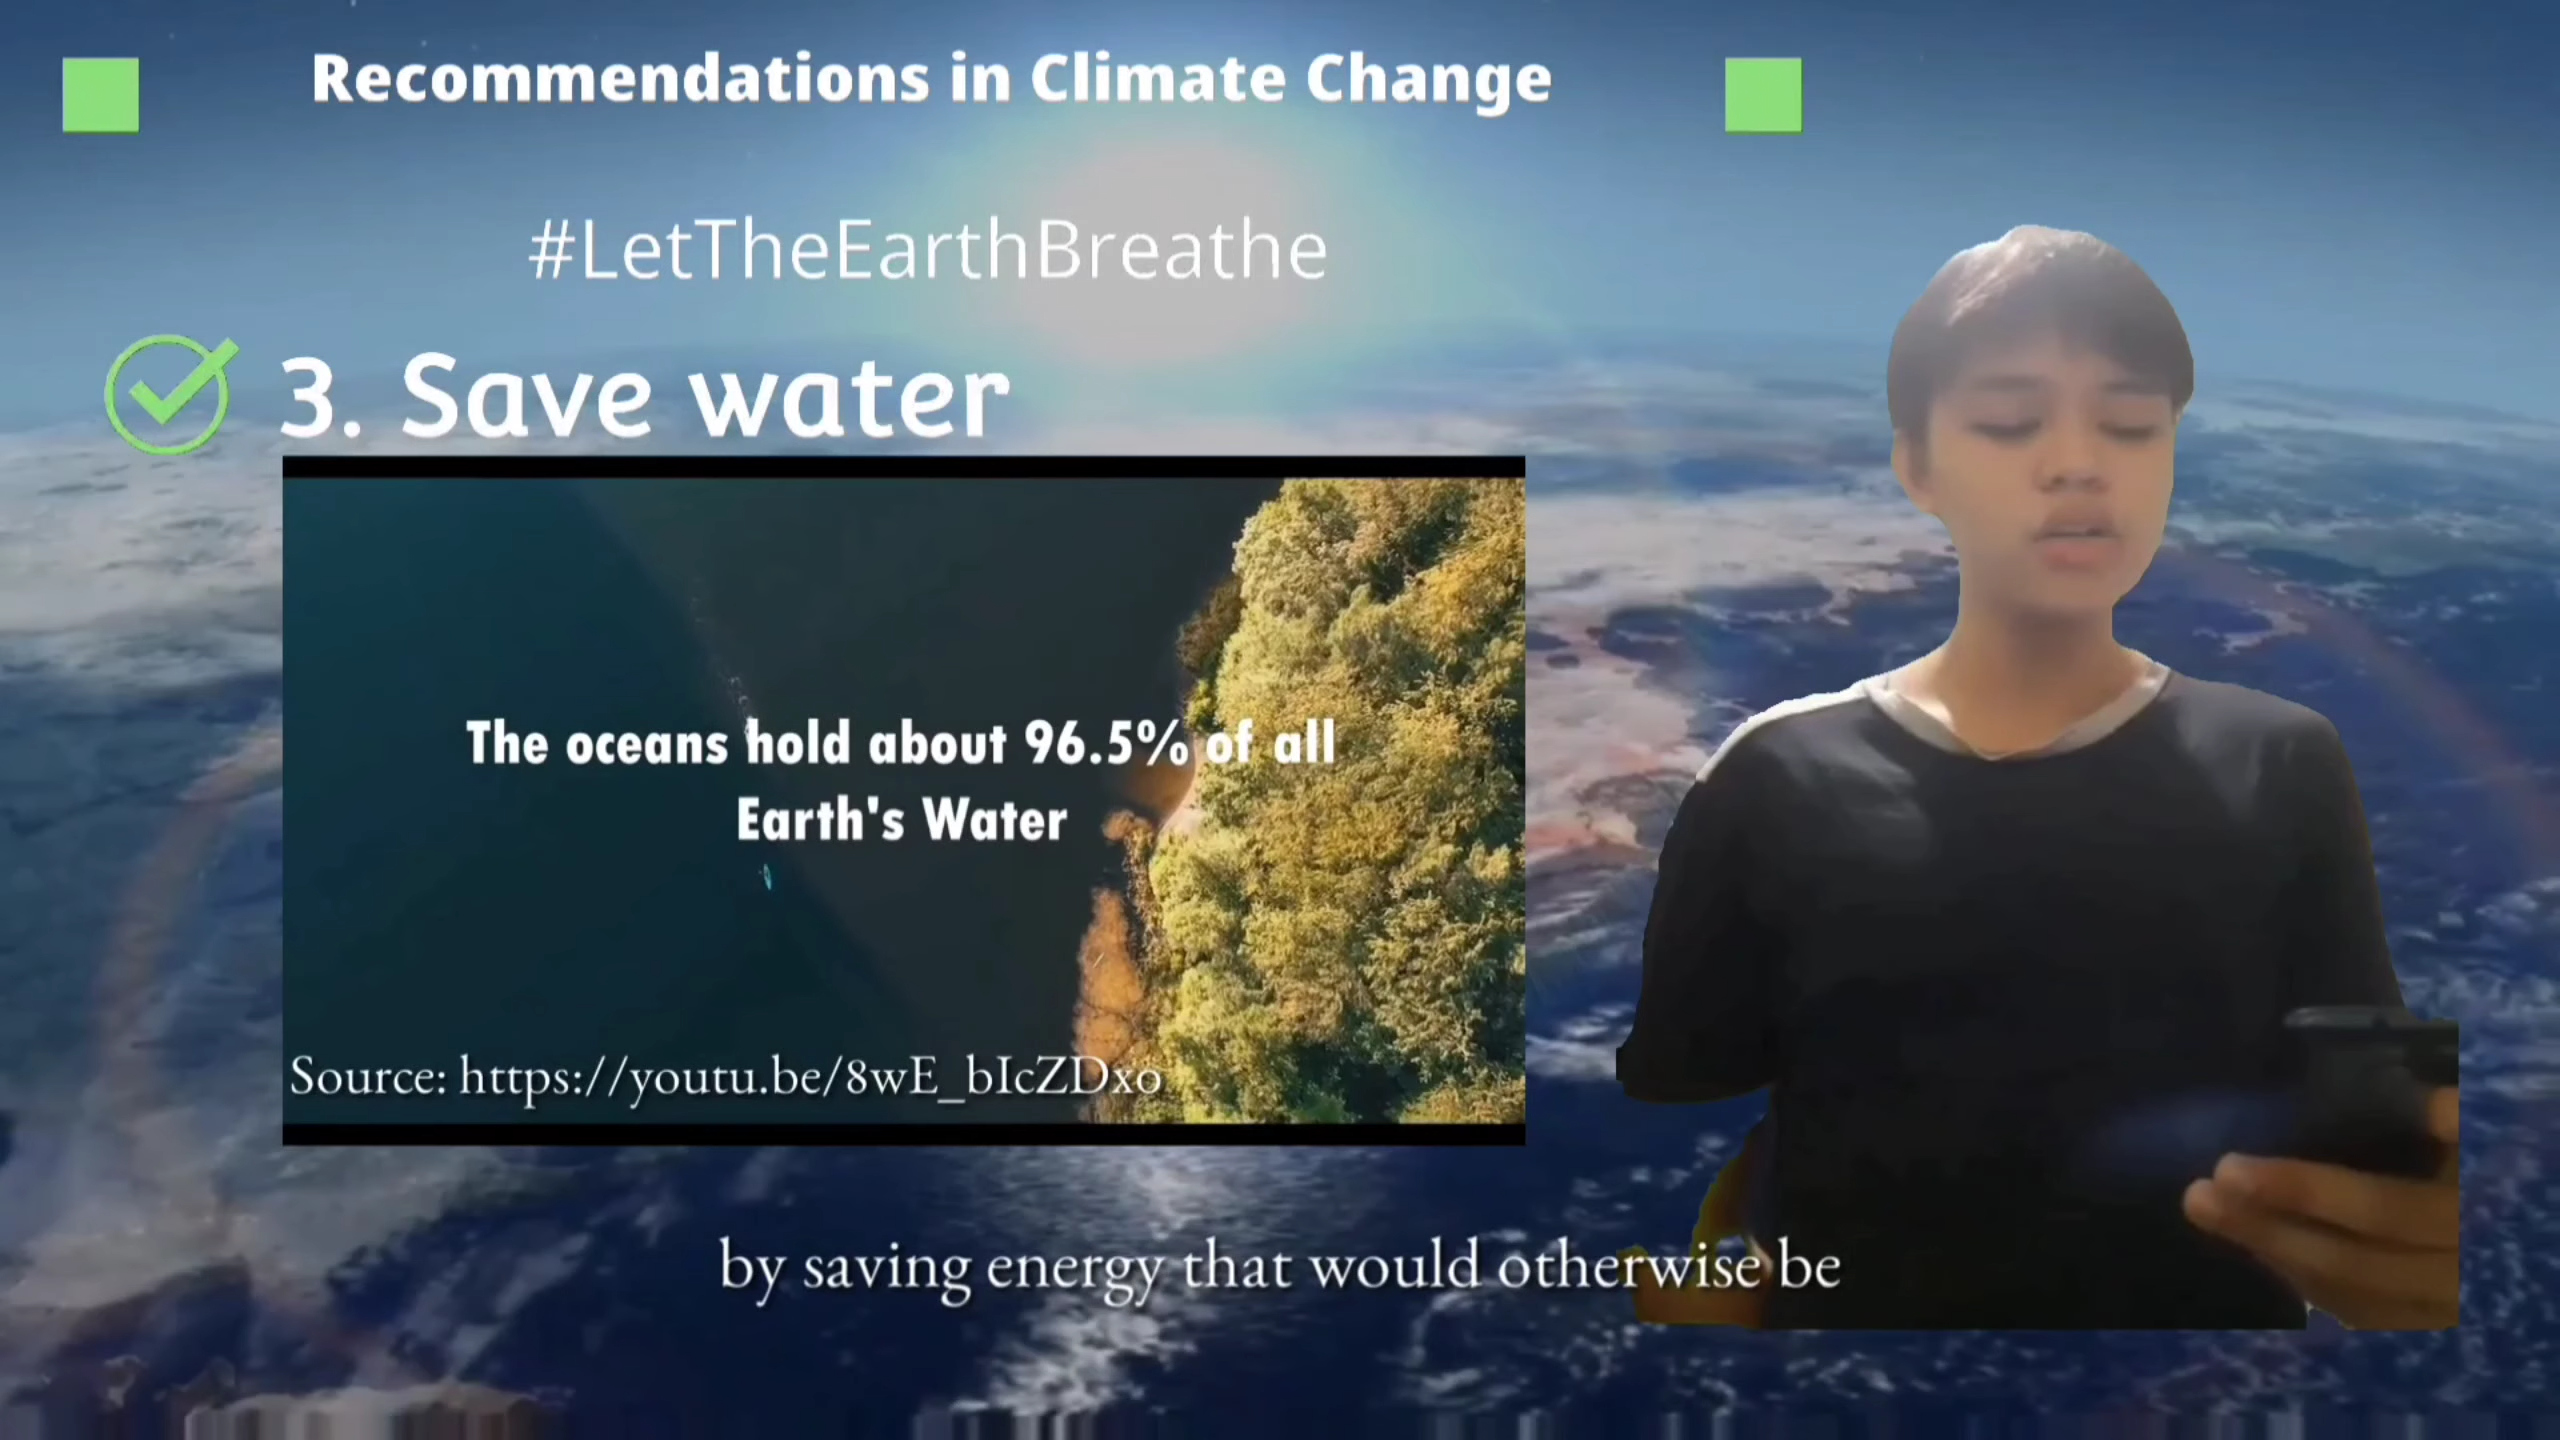 Recommendations in Climate Change
#LetTheEarthBreathe
3. Save water
The oceans hold about 96.5% of all
Earth's Water
Source: https://youtu.be/8wE_bIcZDxo
by saving energy that would otherwise be